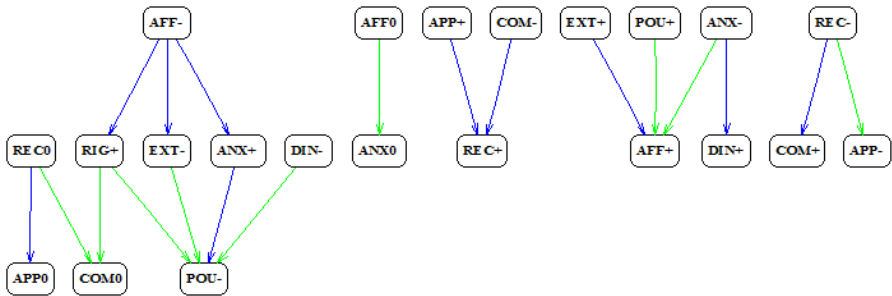 AFF- AFF0 APP+ COM- EXT+ POU+ ANX- REC-
REC0 RIG+ EXT- ANX+ DIN- ANX0 REC+ AFF+ DIN+ COM+ APP-
APP0 COM0 POU-